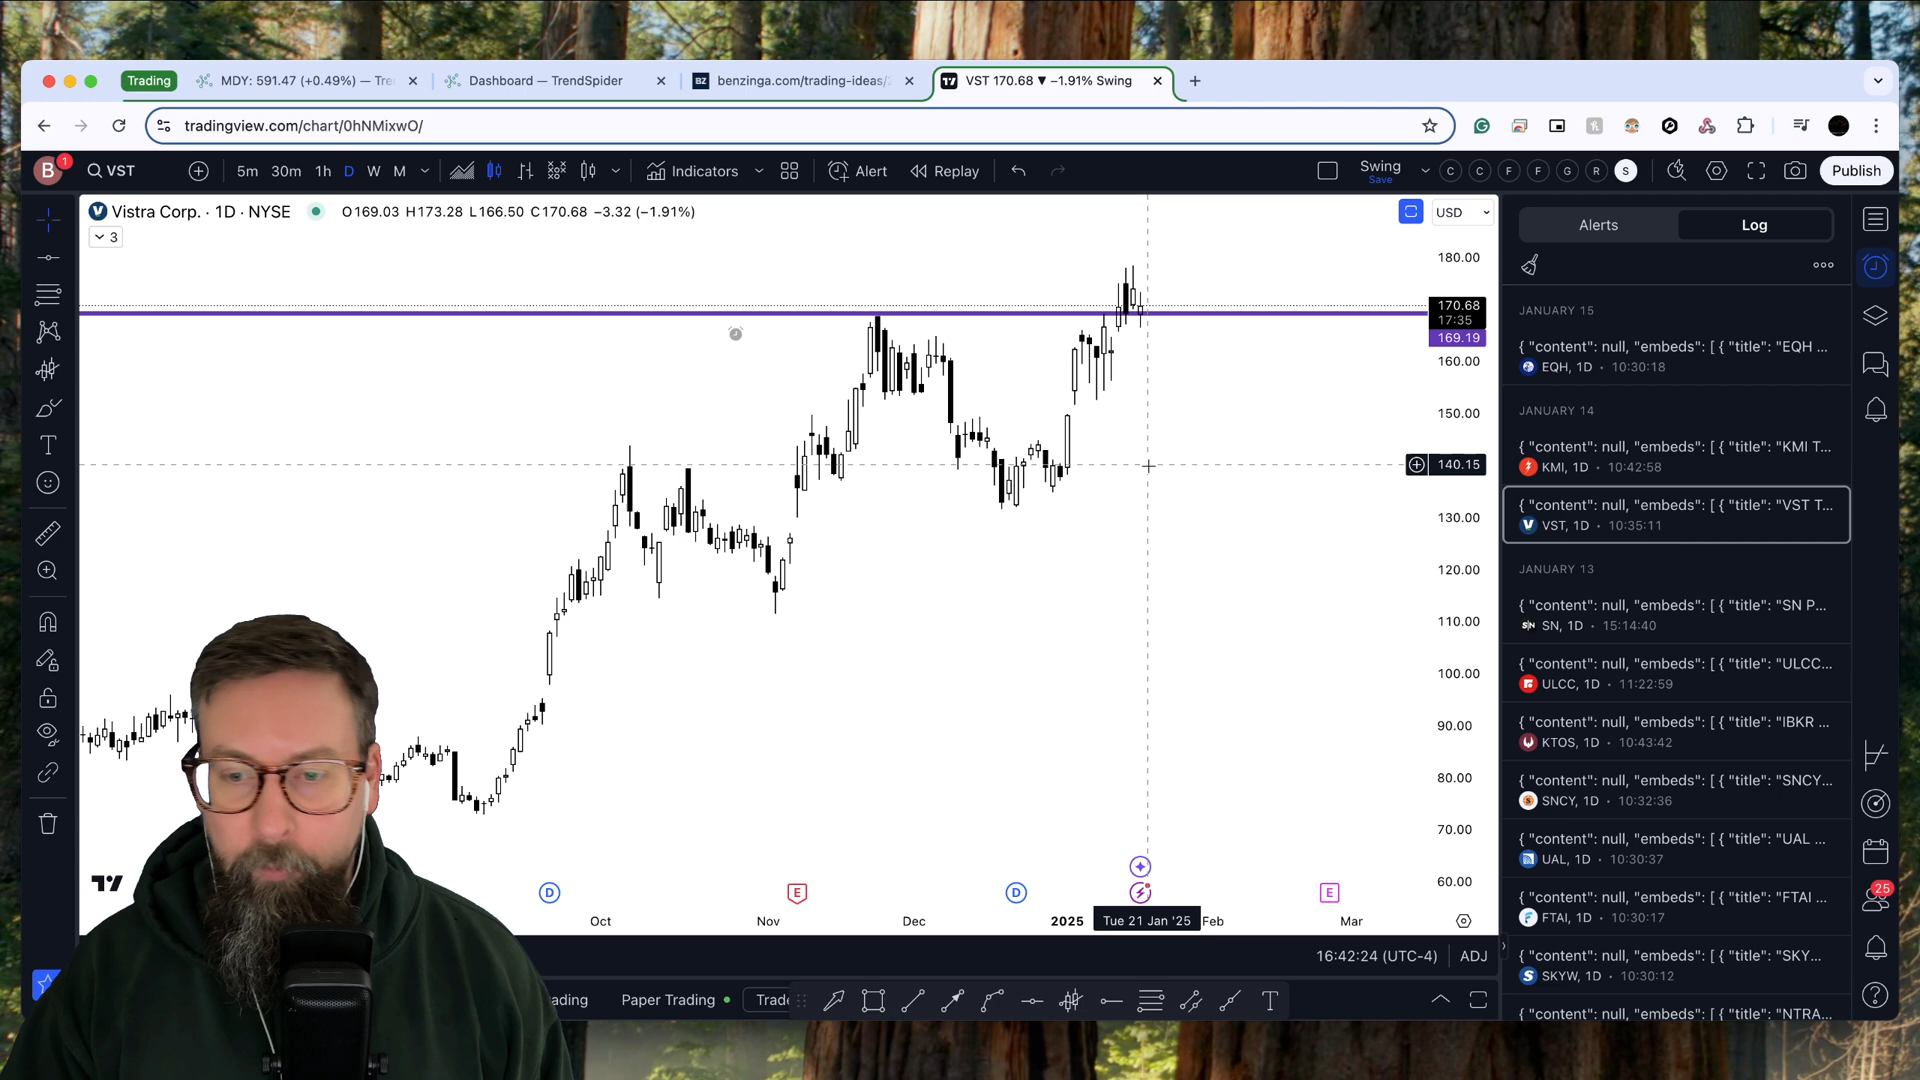 Trading
MDY: 591.47 (+0.49%) — Tre
Dashboard — TrendSpider
BZ
benzinga.com/trading-ideas/
VST 170.68 ▼ −1.91% Swing
tradingview.com/chart/0hNMixwO/
B
1
VST
5m
30m
1h
D
W
M
Indicators
Alert
Replay
Swing
Save
C
C
F
F
G
R
S
Publish
Vistra Corp. · 1D · NYSE
O169.03 H173.28 L166.50 C170.68 −3.32 (−1.91%)
3
USD
180.00
170.68
17:35
169.19
160.00
150.00
140.15
130.00
120.00
110.00
100.00
90.00
80.00
70.00
60.00
D
E
D
E
Oct
Nov
Dec
2025
Tue 21 Jan '25
Feb
Mar
16:42:24 (UTC-4)
ADJ
ading
Paper Trading
Trade
Alerts
Log
JANUARY 15
{ "content": null, "embeds": [ { "title": "EQH ...
EQH, 1D · 10:30:18
JANUARY 14
{ "content": null, "embeds": [ { "title": "KMI T...
KMI, 1D · 10:42:58
{ "content": null, "embeds": [ { "title": "VST T...
VST, 1D · 10:35:11
JANUARY 13
{ "content": null, "embeds": [ { "title": "SN P...
SN, 1D · 15:14:40
{ "content": null, "embeds": [ { "title": "ULCC...
ULCC, 1D · 11:22:59
{ "content": null, "embeds": [ { "title": "IBKR ...
KTOS, 1D · 10:43:42
{ "content": null, "embeds": [ { "title": "SNCY...
SNCY, 1D · 10:32:36
{ "content": null, "embeds": [ { "title": "UAL ...
UAL, 1D · 10:30:37
{ "content": null, "embeds": [ { "title": "FTAI ...
FTAI, 1D · 10:30:17
{ "content": null, "embeds": [ { "title": "SKY...
SKYW, 1D · 10:30:12
{ "content": null, "embeds": [ { "title": "NTRA...
25